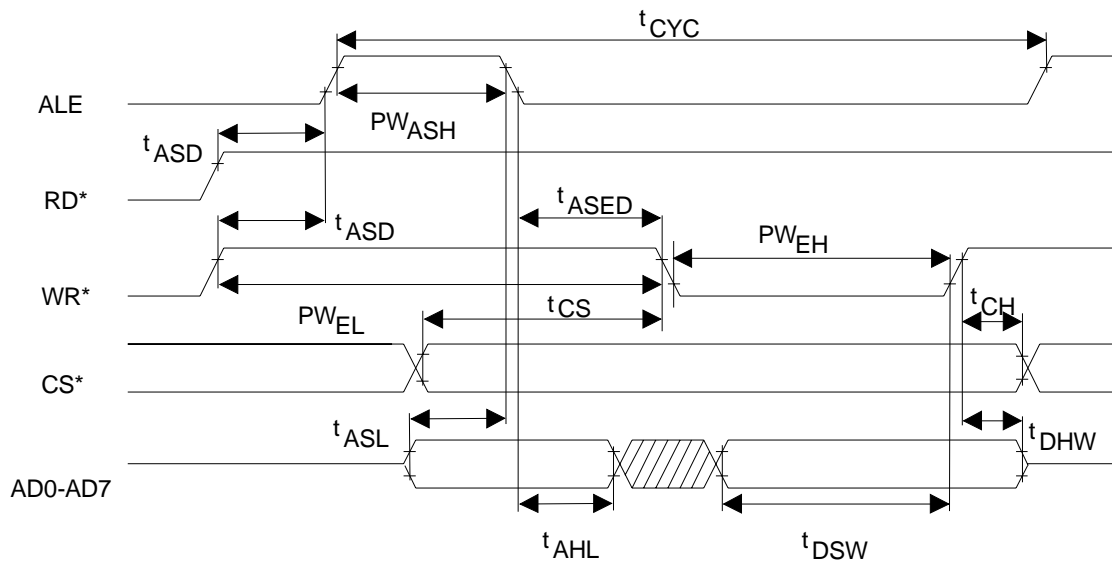 tCYC
ALE
PWASH
tASD
RD*
tASED
tASD
PWEH
WR*
tCS
tCH
PWEL
CS*
tASL
tDHW
AD0-AD7
tAHL
tDSW